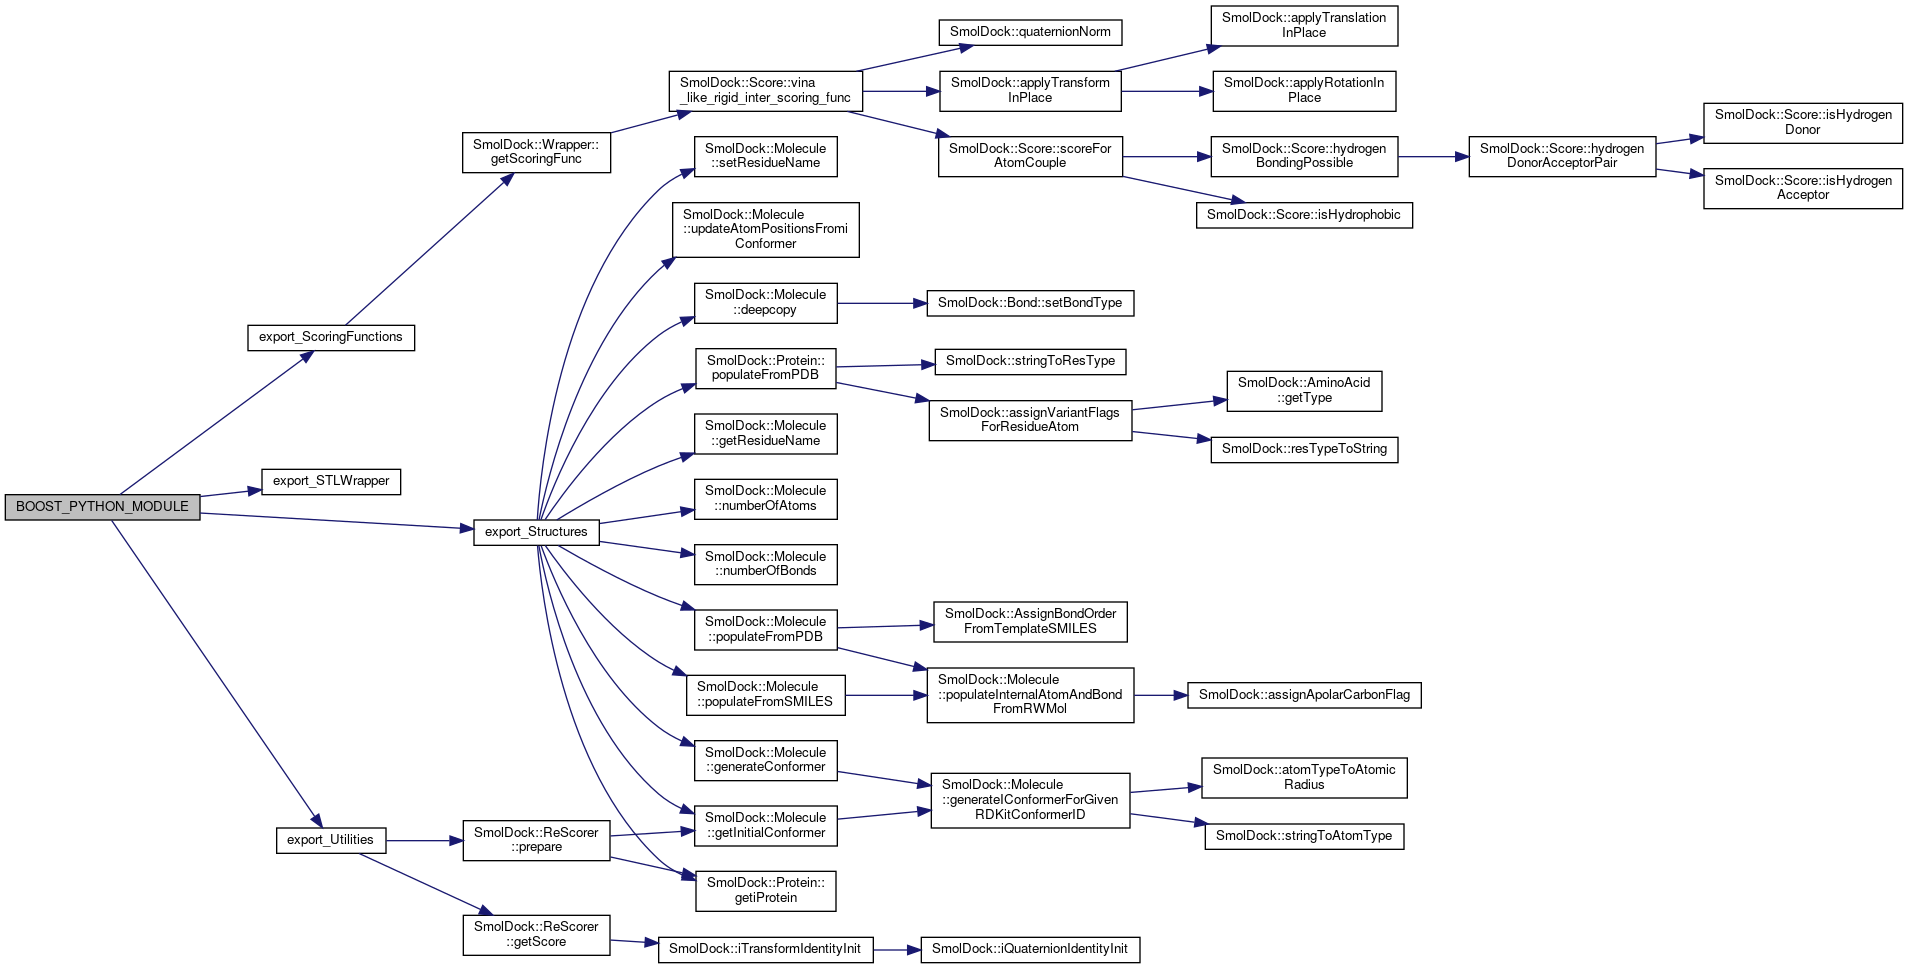 BOOST_PYTHON_MODULE
export_ScoringFunctions
SmolDock::Wrapper::
getScoringFunc
SmolDock::Score::vina
_like_rigid_inter_scoring_func
SmolDock::quaternionNorm
SmolDock::applyTransform
InPlace
SmolDock::applyTranslation
InPlace
SmolDock::applyRotationIn
Place
SmolDock::Score::scoreFor
AtomCouple
SmolDock::Score::hydrogen
BondingPossible
SmolDock::Score::hydrogen
DonorAcceptorPair
SmolDock::Score::isHydrogen
Donor
SmolDock::Score::isHydrogen
Acceptor
SmolDock::Score::isHydrophobic
export_STLWrapper
export_Structures
SmolDock::Molecule
::setResidueName
SmolDock::Molecule
::updateAtomPositionsFromi
Conformer
SmolDock::Molecule
::deepcopy
SmolDock::Bond::setBondType
SmolDock::Protein::
populateFromPDB
SmolDock::stringToResType
SmolDock::assignVariantFlags
ForResidueAtom
SmolDock::AminoAcid
::getType
SmolDock::resTypeToString
SmolDock::Molecule
::getResidueName
SmolDock::Molecule
::numberOfAtoms
SmolDock::Molecule
::numberOfBonds
SmolDock::Molecule
::populateFromPDB
SmolDock::AssignBondOrder
FromTemplateSMILES
SmolDock::Molecule
::populateInternalAtomAndBond
FromRWMol
SmolDock::assignApolarCarbonFlag
SmolDock::Molecule
::populateFromSMILES
SmolDock::Molecule
::generateConformer
SmolDock::Molecule
::generateIConformerForGiven
RDKitConformerID
SmolDock::atomTypeToAtomic
Radius
SmolDock::stringToAtomType
SmolDock::Molecule
::getInitialConformer
SmolDock::Protein::
getiProtein
export_Utilities
SmolDock::ReScorer
::prepare
SmolDock::ReScorer
::getScore
SmolDock::iTransformIdentityInit
SmolDock::iQuaternionIdentityInit